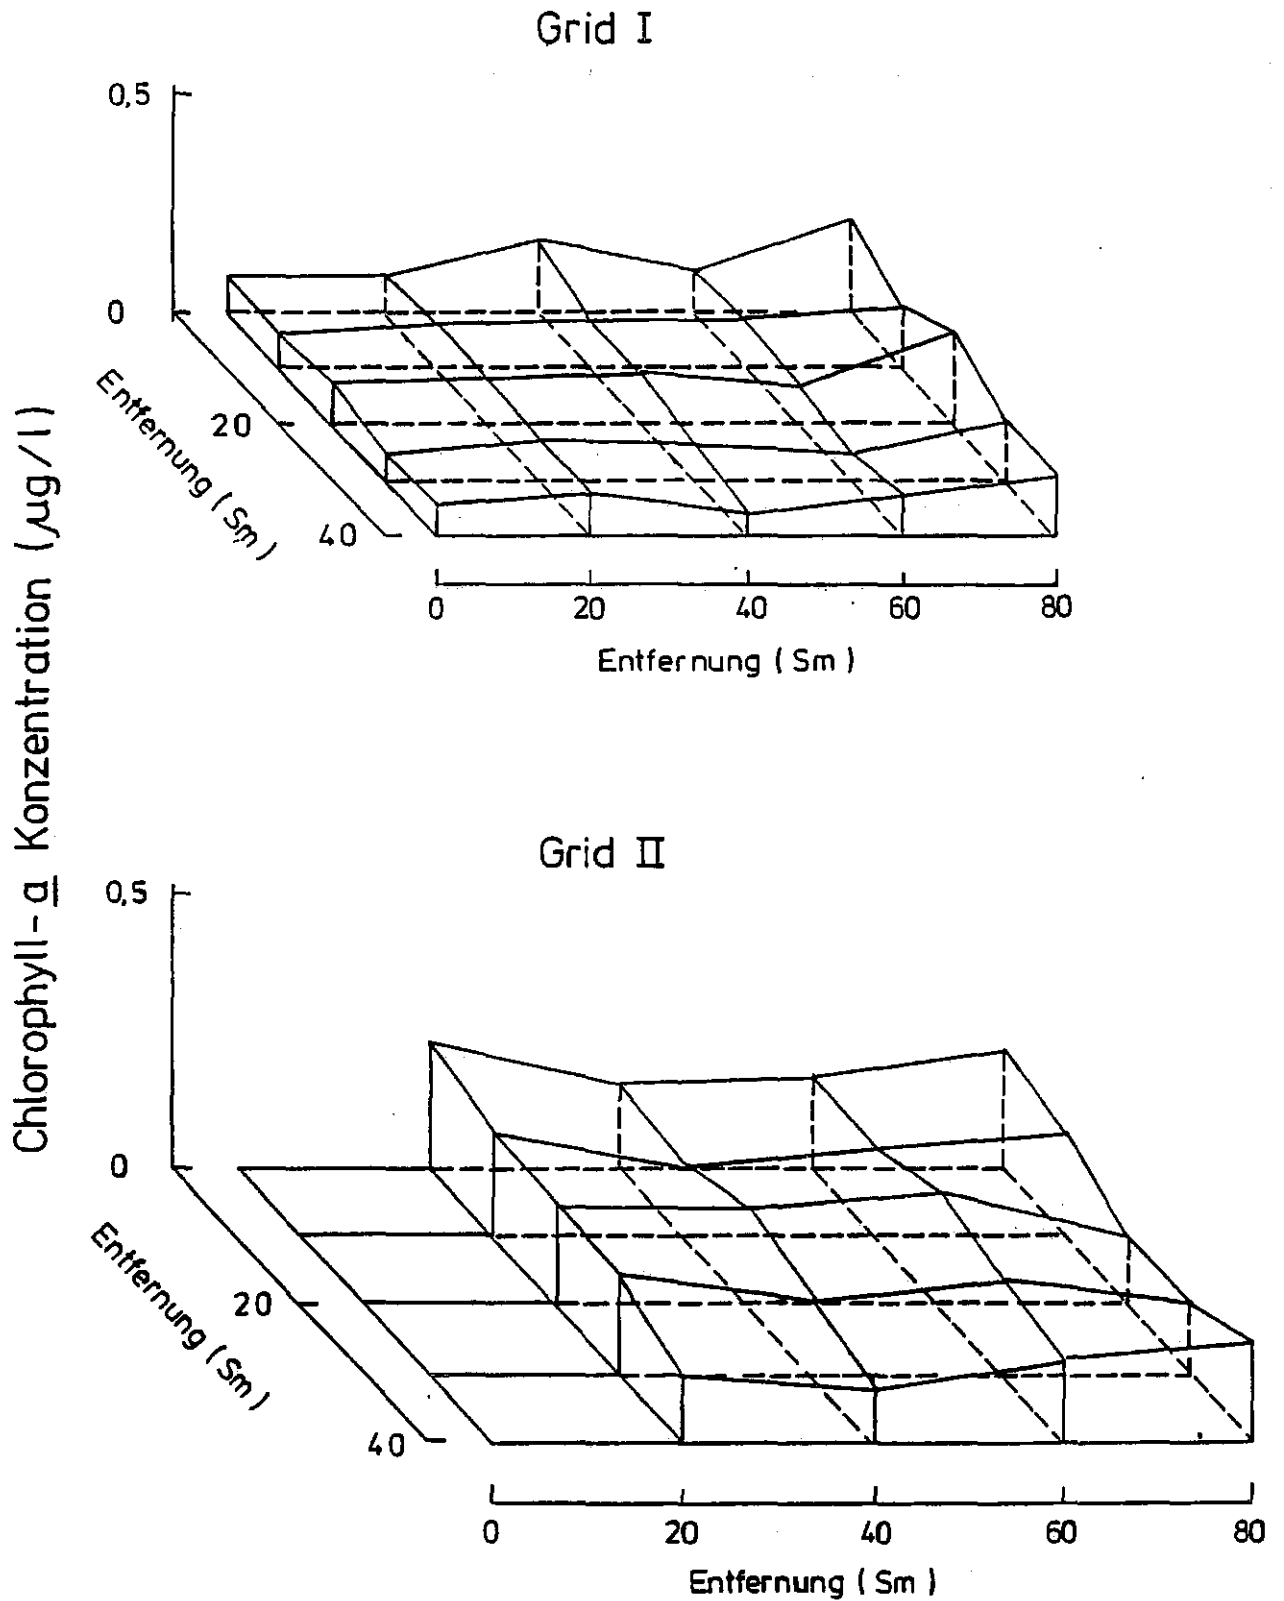 Grid I
0,5
0
20
40
Entfernung (Sm)
0 20 40 60 80
Entfernung (Sm)
Chlorophyll-a Konzentration (µg/l)
Grid II
0,5
0
20
40
Entfernung (Sm)
0 20 40 60 80
Entfernung (Sm)